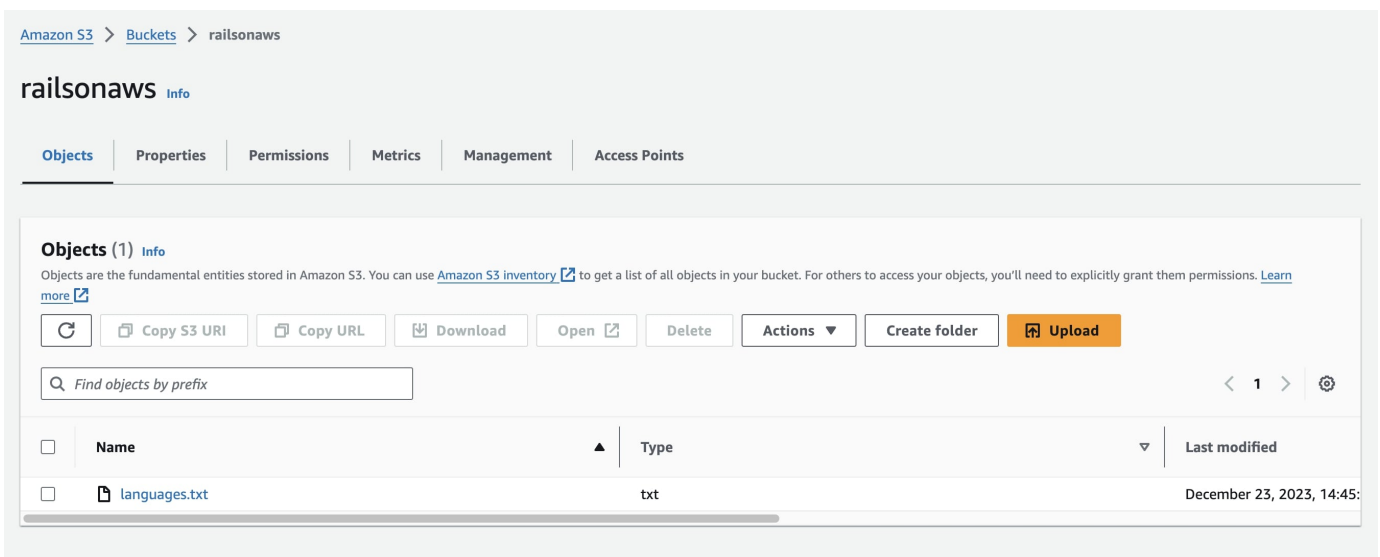 Amazon S3 > Buckets > railsonaws
railsonaws Info
Objects Properties Permissions Metrics Management Access Points
Objects (1) Info
Objects are the fundamental entities stored in Amazon S3. You can use Amazon S3 inventory to get a list of all objects in your bucket. For others to access your objects, you'll need to explicitly grant them permissions. Learn
more
Copy S3 URI Copy URL Download Open Delete Actions Create folder Upload
Find objects by prefix
1
Name Type Last modified
languages.txt txt December 23, 2023, 14:45: